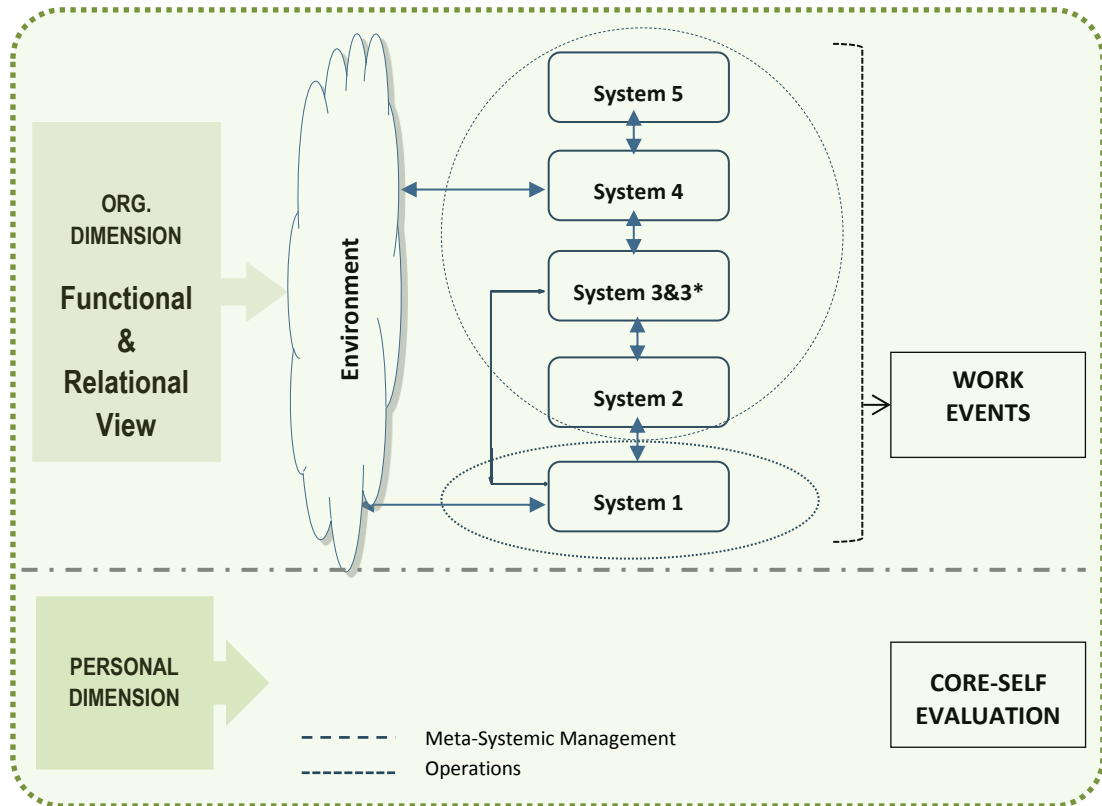 ORG.
DIMENSION
Functional
&
Relational
View
Environment
System 5
System 4
System 3&3*
System 2
System 1
WORK
EVENTS
PERSONAL
DIMENSION
CORE-SELF
EVALUATION
Meta-Systemic Management
Operations